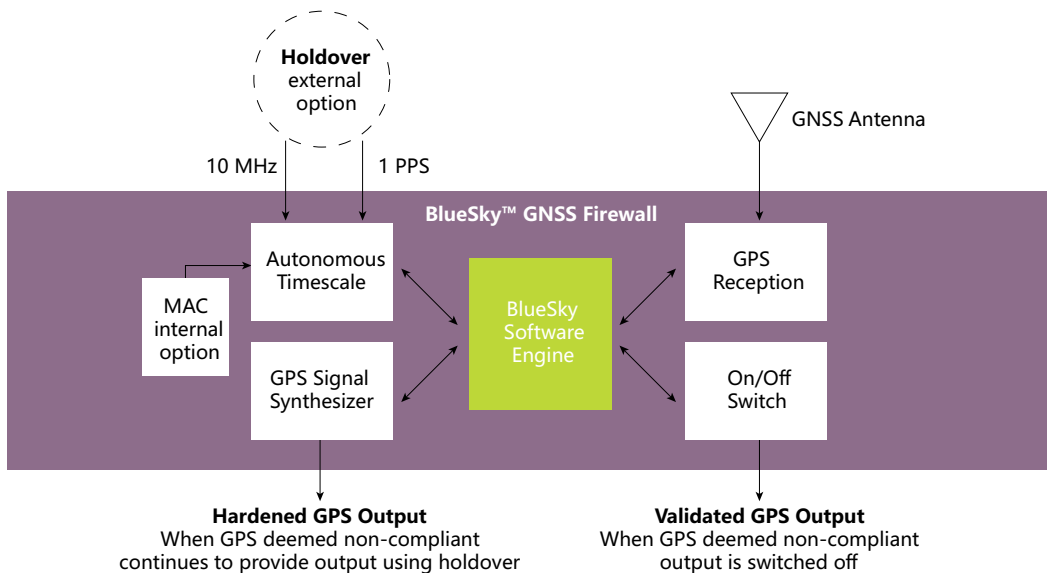 Holdover
external
option
GNSS Antenna
10 MHz
1 PPS
BlueSky™ GNSS Firewall
Autonomous
Timescale
GPS
Reception
MAC
internal
option
BlueSky
Software
Engine
GPS Signal
Synthesizer
On/Off
Switch
Hardened GPS Output
When GPS deemed non-compliant
continues to provide output using holdover
Validated GPS Output
When GPS deemed non-compliant
output is switched off